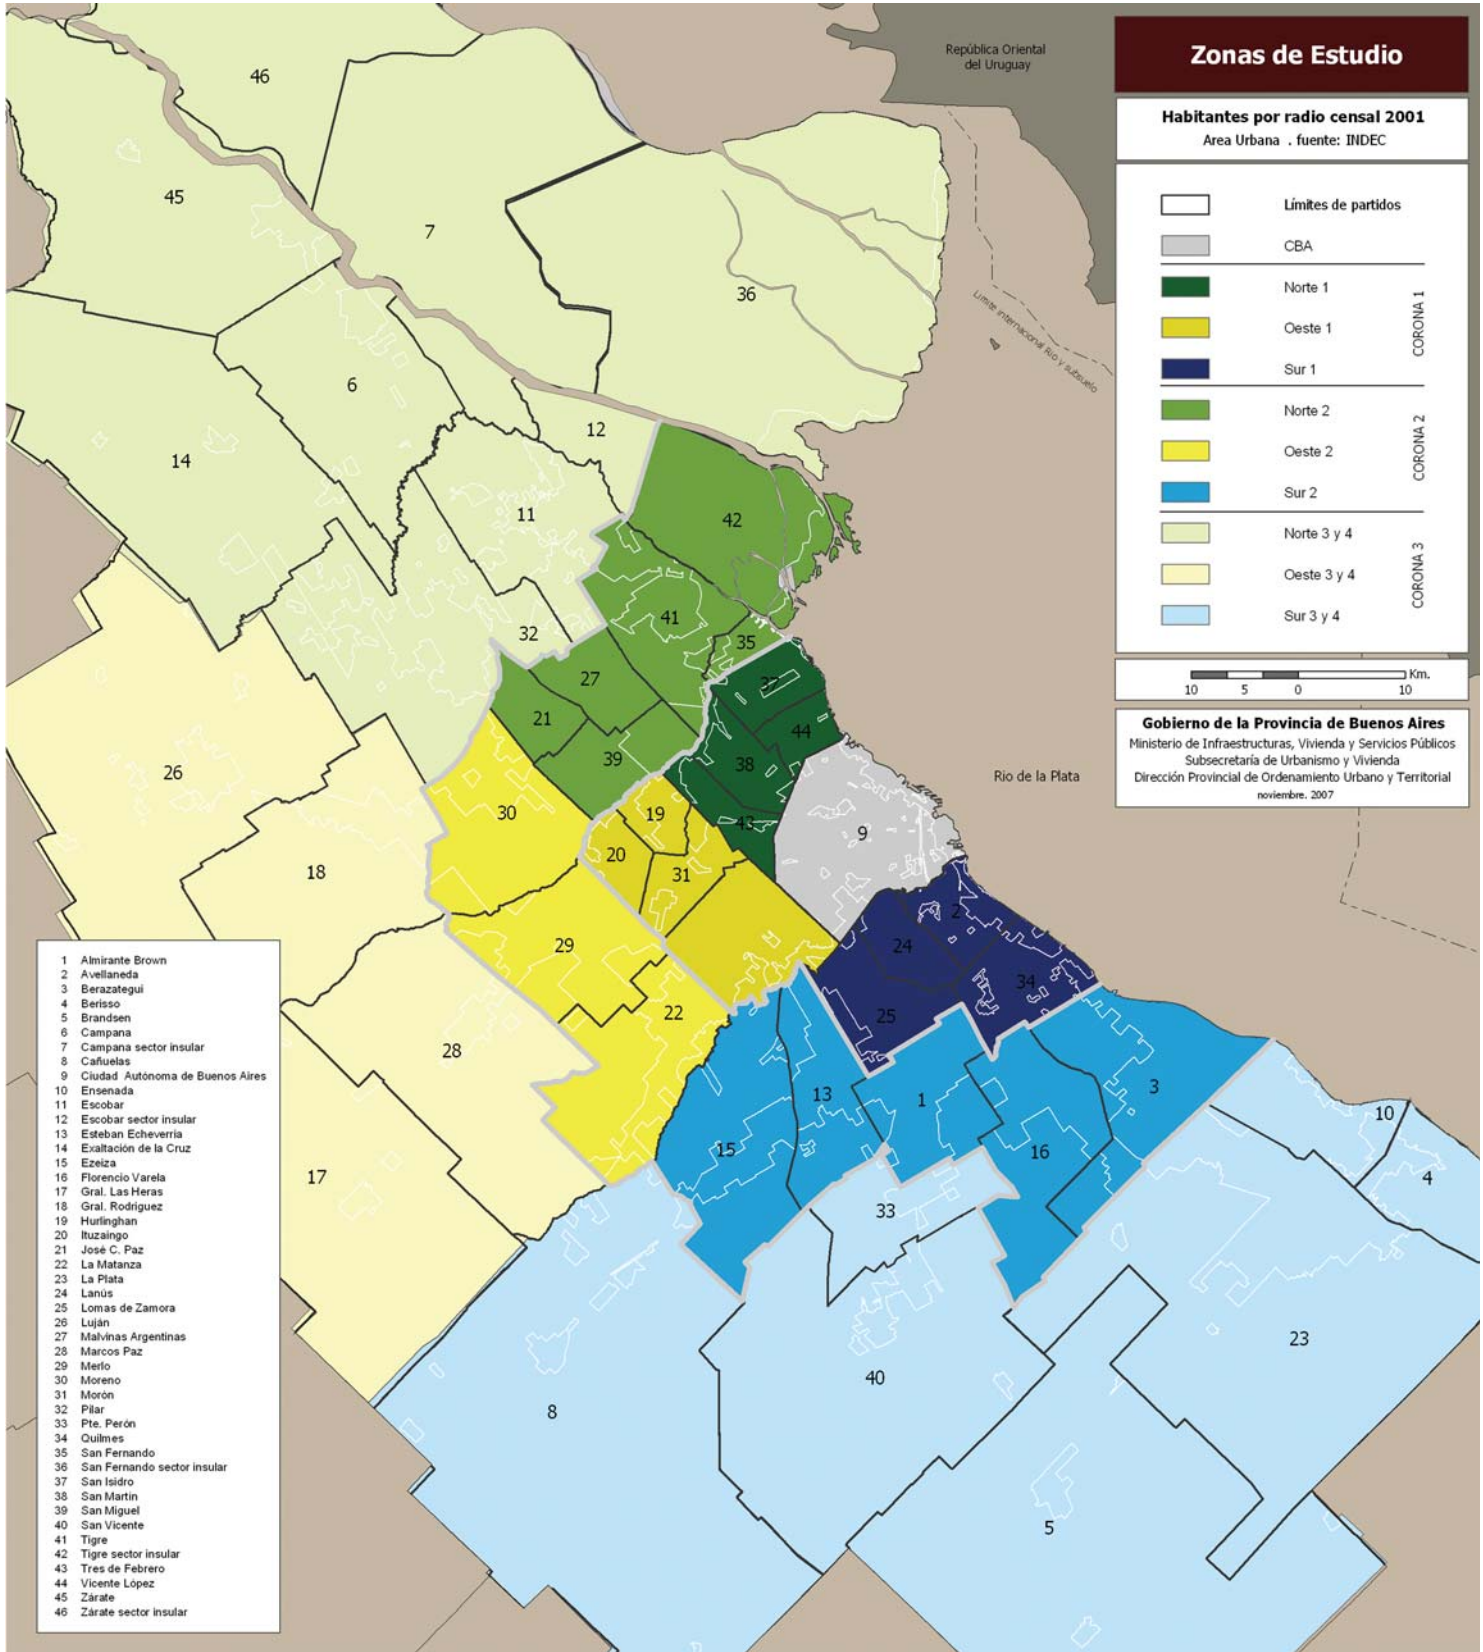 República Oriental
del Uruguay
Zonas de Estudio
Habitantes por radio censal 2001
Area Urbana . fuente: INDEC
Límites de partidos
CBA
Norte 1
Oeste 1
Sur 1
CORONA 1
Norte 2
Oeste 2
Sur 2
CORONA 2
Norte 3 y 4
Oeste 3 y 4
Sur 3 y 4
CORONA 3
Km.
10 5 0 10
Gobierno de la Provincia de Buenos Aires
Ministerio de Infraestructuras, Vivienda y Servicios Públicos
Subsecretaría de Urbanismo y Vivienda
Dirección Provincial de Ordenamiento Urbano y Territorial
noviembre. 2007
Limite internacional Rio y subsuelo
Rio de la Plata
46
45
7
36
6
12
14
11
42
41
32
35
27
37
21
44
39
38
26
30
19
43
9
20
31
18
2
29
24
34
22
25
28
3
13
1
10
15
16
17
4
33
23
40
8
5
1 Almirante Brown
2 Avellaneda
3 Berazategui
4 Berisso
5 Brandsen
6 Campana
7 Campana sector insular
8 Cañuelas
9 Ciudad Autónoma de Buenos Aires
10 Ensenada
11 Escobar
12 Escobar sector insular
13 Esteban Echeverria
14 Exaltación de la Cruz
15 Ezeiza
16 Florencio Varela
17 Gral. Las Heras
18 Gral. Rodriguez
19 Hurlinghan
20 Ituzaingo
21 José C. Paz
22 La Matanza
23 La Plata
24 Lanús
25 Lomas de Zamora
26 Luján
27 Malvinas Argentinas
28 Marcos Paz
29 Merlo
30 Moreno
31 Morón
32 Pilar
33 Pte. Perón
34 Quilmes
35 San Fernando
36 San Fernando sector insular
37 San Isidro
38 San Martin
39 San Miguel
40 San Vicente
41 Tigre
42 Tigre sector insular
43 Tres de Febrero
44 Vicente López
45 Zárate
46 Zárate sector insular